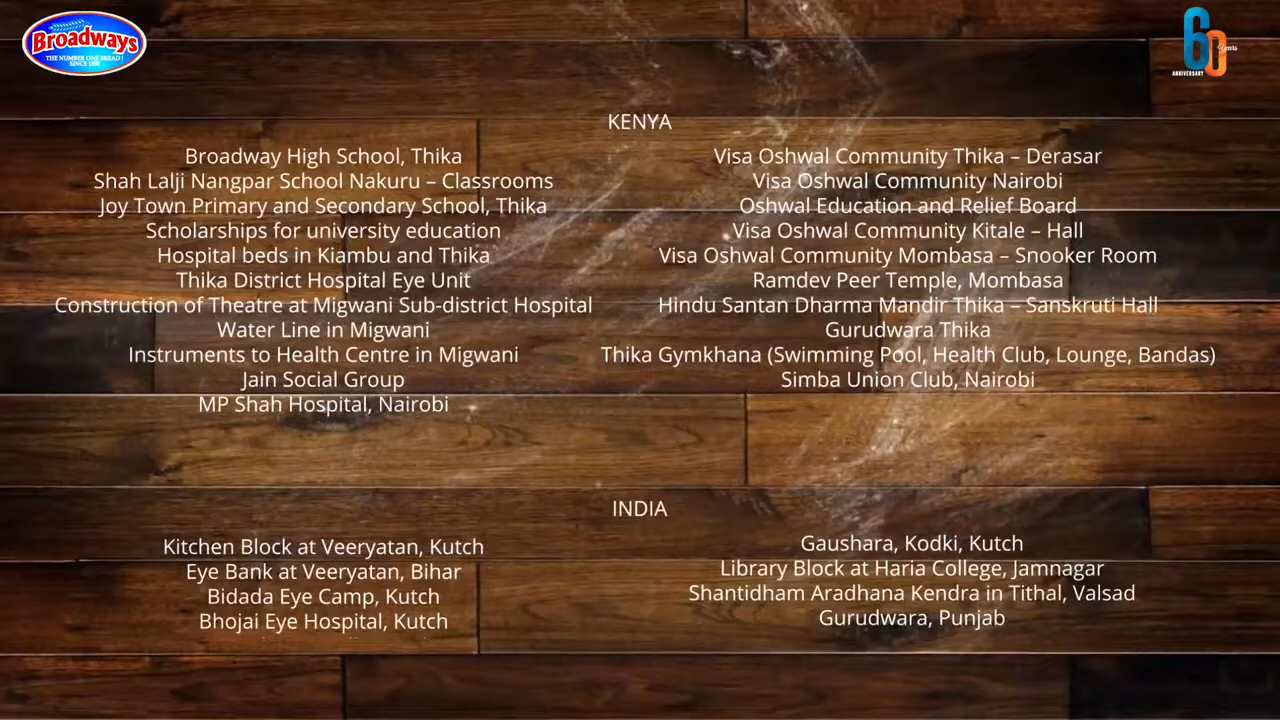 Broadways
THE NUMBER ONE BREAD!
60
Years
ANNIVERSARY
KENYA
Broadway High School, Thika
Shah Lalji Nangpar School Nakuru – Classrooms
Joy Town Primary and Secondary School, Thika
Scholarships for university education
Hospital beds in Kiambu and Thika
Thika District Hospital Eye Unit
Construction of Theatre at Migwani Sub-district Hospital
Water Line in Migwani
Instruments to Health Centre in Migwani
Jain Social Group
MP Shah Hospital, Nairobi
Visa Oshwal Community Thika – Derasar
Visa Oshwal Community Nairobi
Oshwal Education and Relief Board
Visa Oshwal Community Kitale – Hall
Visa Oshwal Community Mombasa – Snooker Room
Ramdev Peer Temple, Mombasa
Hindu Santan Dharma Mandir Thika – Sanskruti Hall
Gurudwara Thika
Thika Gymkhana (Swimming Pool, Health Club, Lounge, Bandas)
Simba Union Club, Nairobi
INDIA
Kitchen Block at Veeryatan, Kutch
Eye Bank at Veeryatan, Bihar
Bidada Eye Camp, Kutch
Bhojai Eye Hospital, Kutch
Gaushara, Kodki, Kutch
Library Block at Haria College, Jamnagar
Shantidham Aradhana Kendra in Tithal, Valsad
Gurudwara, Punjab